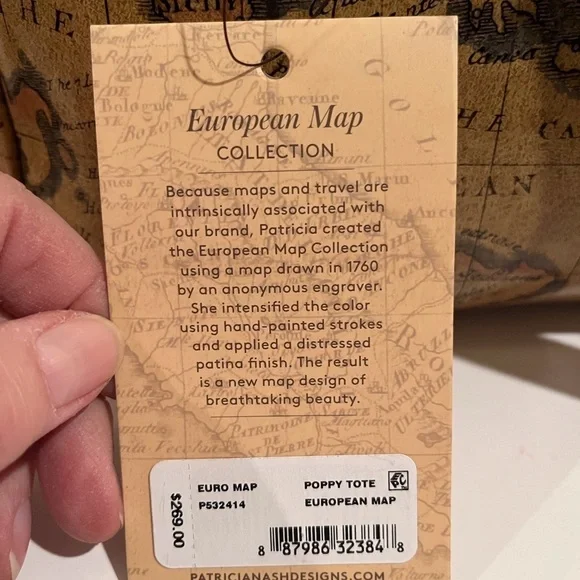 European Map
COLLECTION
Because maps and travel are
intrinsically associated with
our brand, Patricia created
the European Map Collection
using a map drawn in 1760
by an anonymous engraver.
She intensified the color
using hand-painted strokes
and applied a distressed
patina finish. The result
is a new map design of
breathtaking beauty.
EURO MAP POPPY TOTE
P532414 EUROPEAN MAP
$269.00
8 87986 32384 8
PATRICIANASHDESIGNS.COM